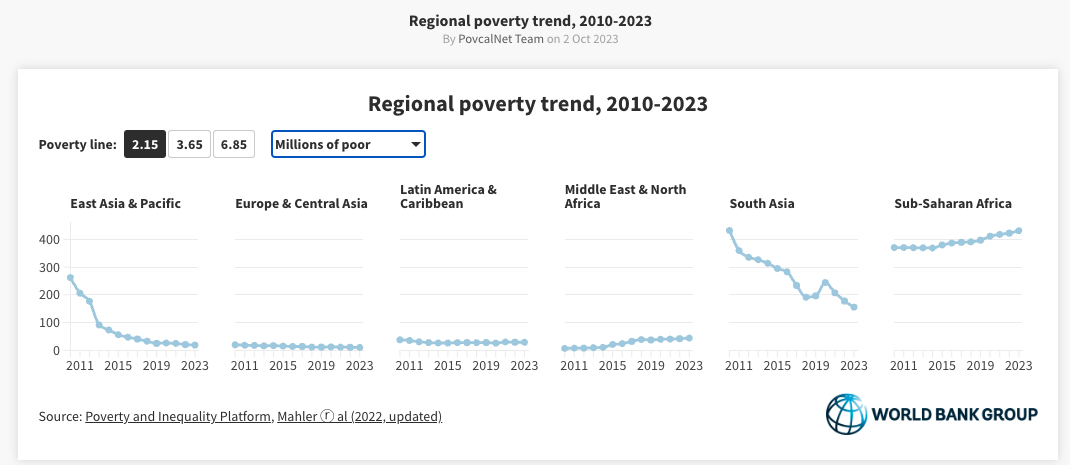 Regional poverty trend, 2010-2023
By PovcalNet Team on 2 Oct 2023
Regional poverty trend, 2010-2023
Poverty line: 2.15 3.65 6.85 Millions of poor
East Asia & Pacific
Europe & Central Asia
Latin America &
Caribbean
Middle East & North
Africa
South Asia
Sub-Saharan Africa
400
300
200
100
0
2011 2015 2019 2023
2011 2015 2019 2023
2011 2015 2019 2023
2011 2015 2019 2023
2011 2015 2019 2023
2011 2015 2019 2023
Source: Poverty and Inequality Platform, Mahler ⓡ al (2022, updated)
WORLD BANK GROUP